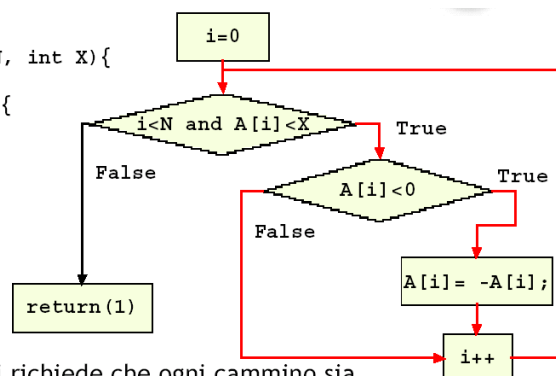 i=0
, int X){
{
i<N and A[i]<X
True
False
A[i]<0
True
False
A[i]= -A[i];
return(1)
i++
richiede che ogni cammino sia